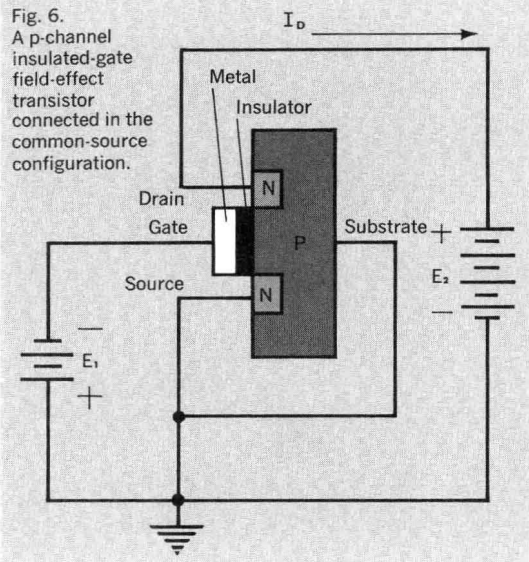 Fig. 6.
A p-channel
insulated-gate
field-effect
transistor
connected in the
common-source
configuration.
I_D
Metal
Insulator
Drain
N
Gate
P
Substrate
+
E₂
—
Source
N
—
E₁
+